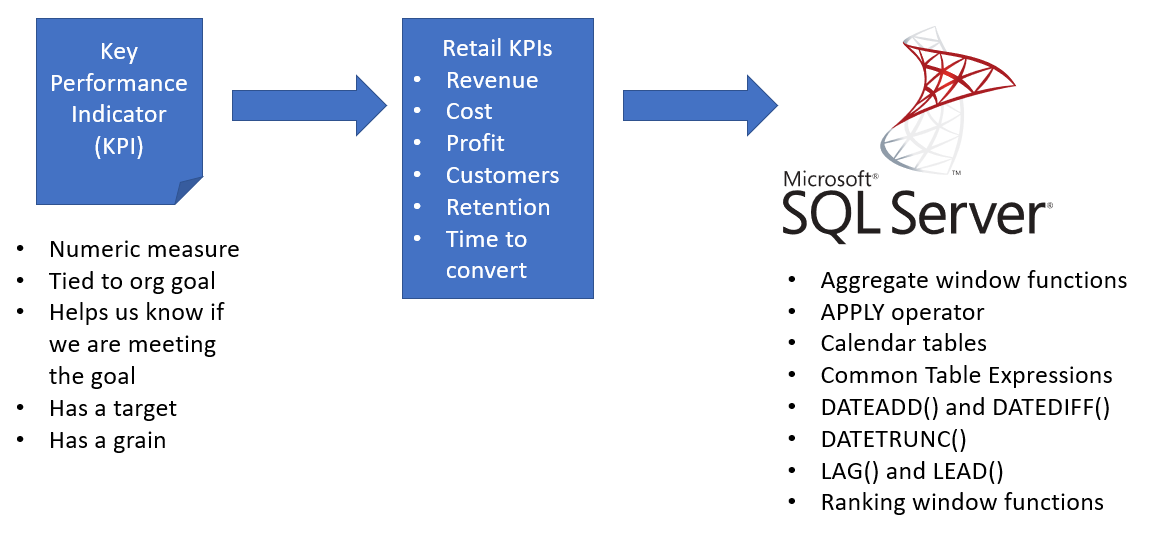 Key
Performance
Indicator
(KPI)
• Numeric measure
• Tied to org goal
• Helps us know if
we are meeting
the goal
• Has a target
• Has a grain
Retail KPIs
• Revenue
• Cost
• Profit
• Customers
• Retention
• Time to
convert
™
Microsoft®
SQL Server®
• Aggregate window functions
• APPLY operator
• Calendar tables
• Common Table Expressions
• DATEADD() and DATEDIFF()
• DATETRUNC()
• LAG() and LEAD()
• Ranking window functions